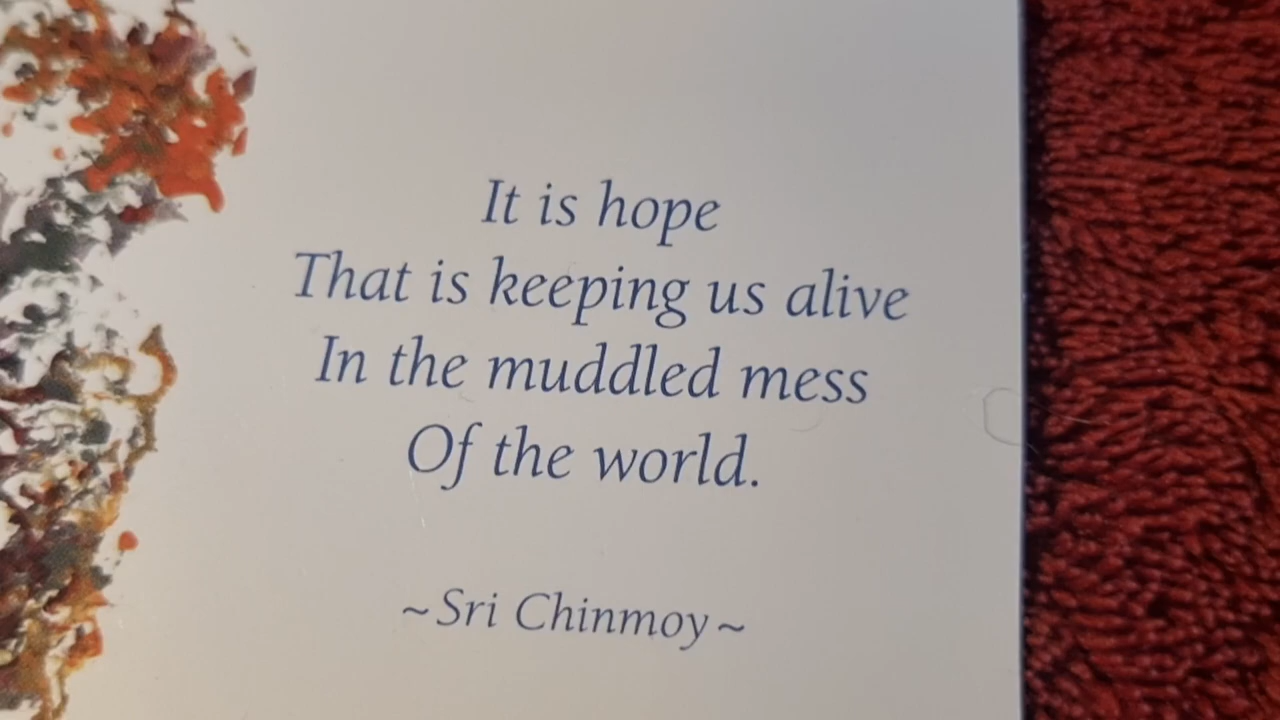 It is hope
That is keeping us alive
In the muddled mess
Of the world.
~Sri Chinmoy~